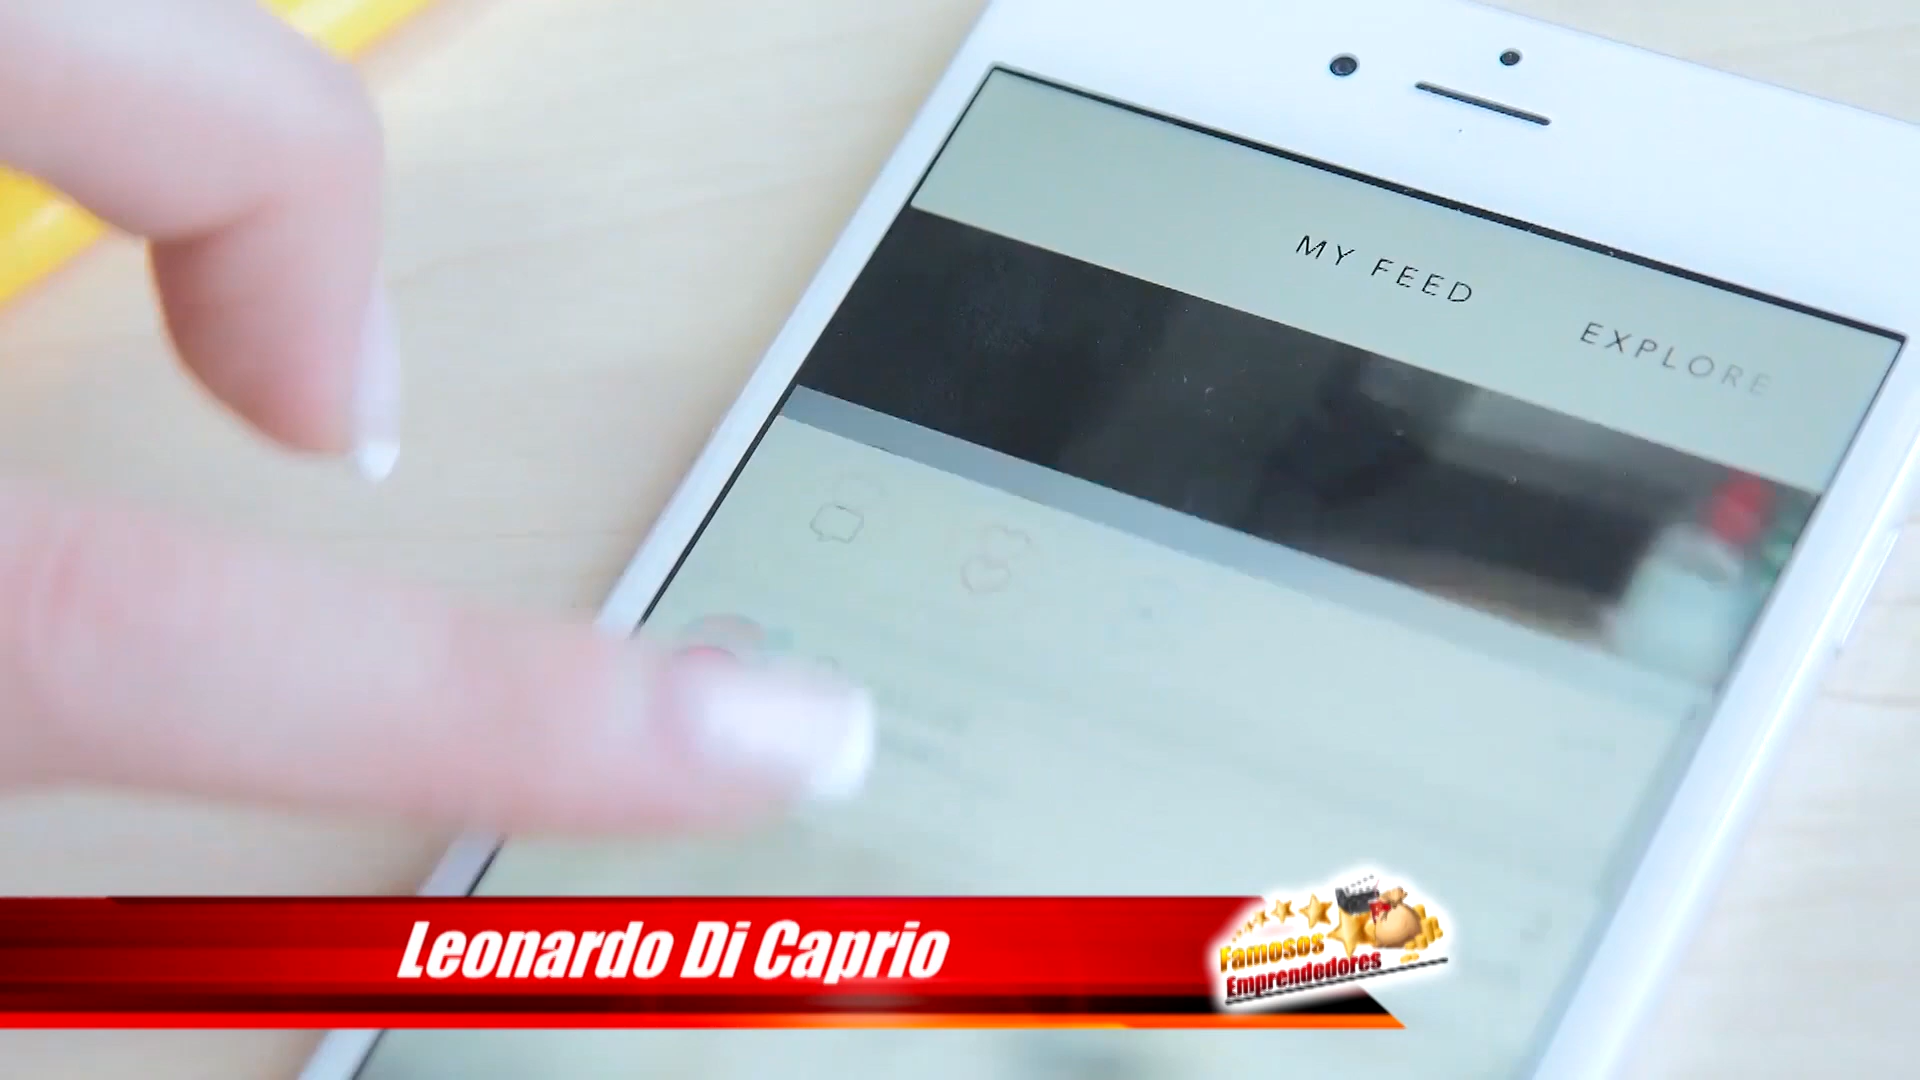 MY FEED
EXPLORE
Leonardo Di Caprio
Famosos
Emprendedores